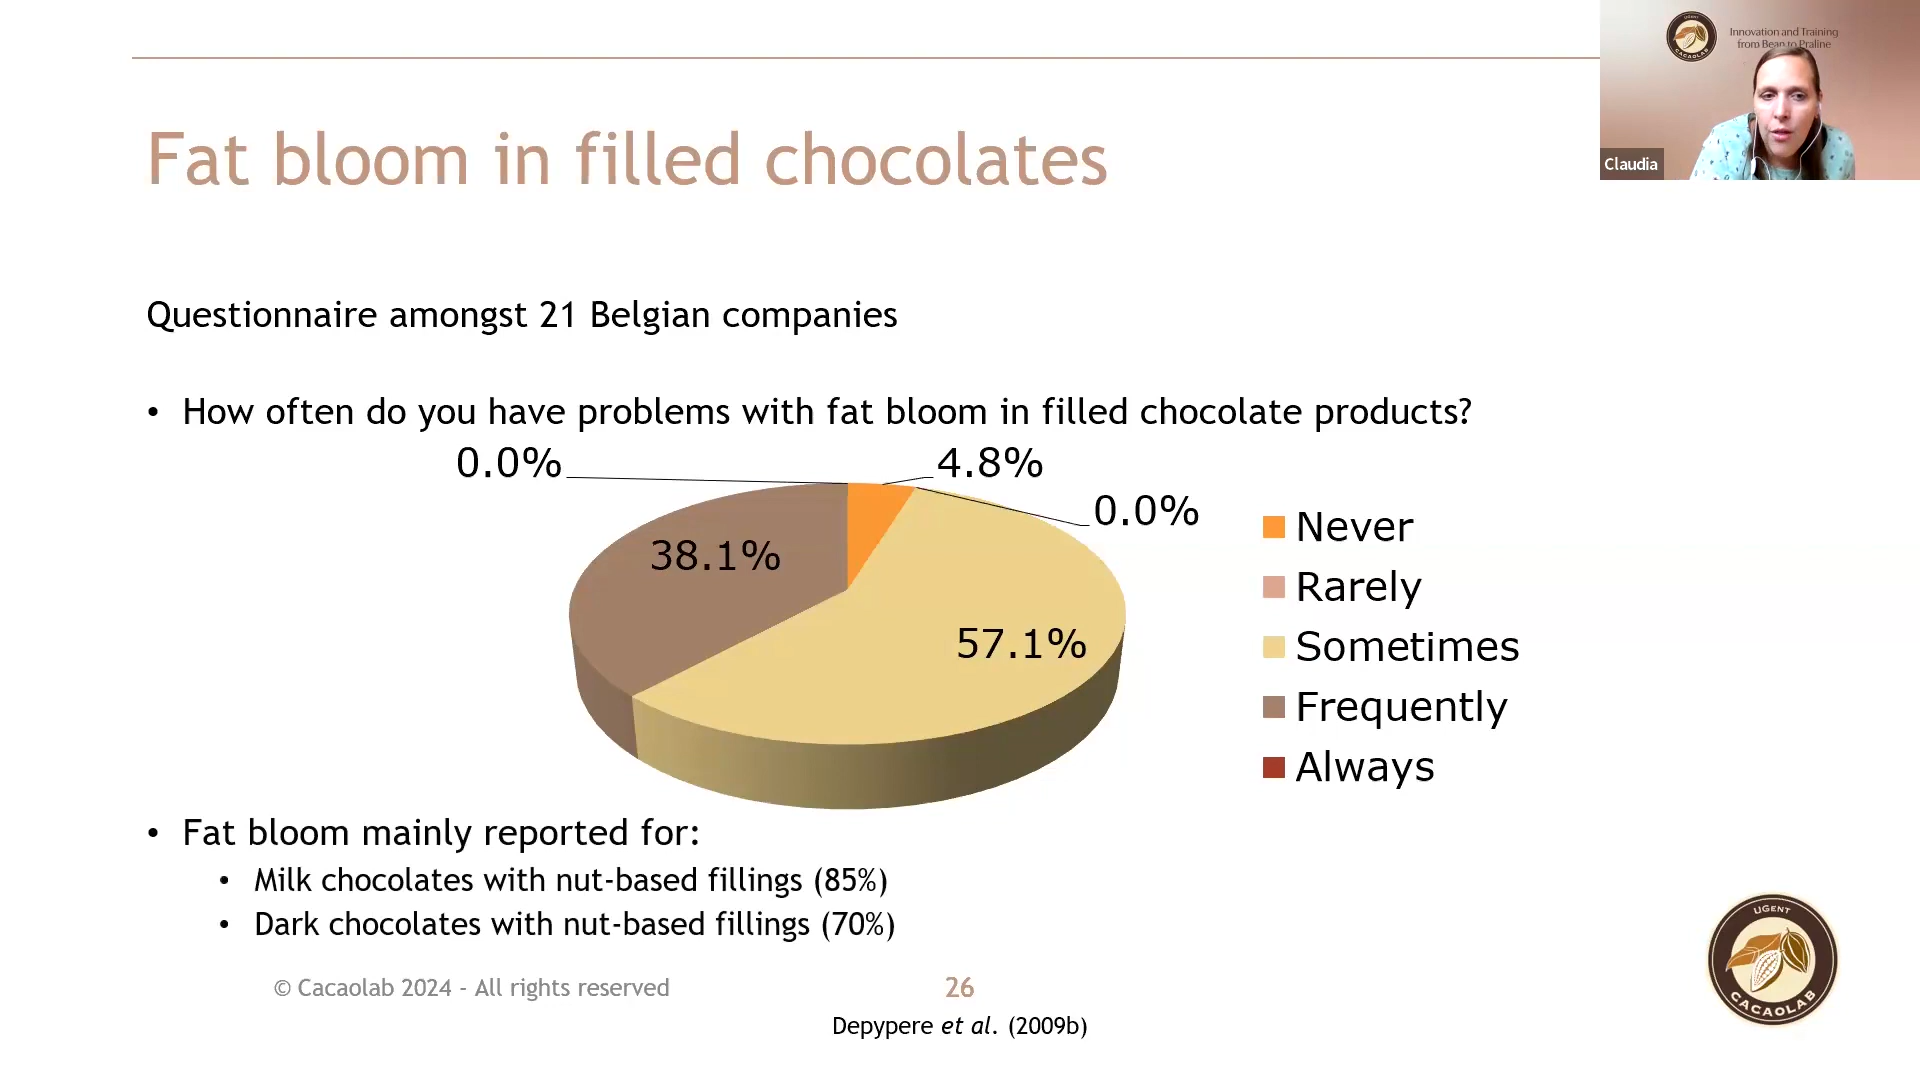 UGENT
CACAOLAB
Innovation and Training
from Bean to Praline
Claudia
Fat bloom in filled chocolates
Questionnaire amongst 21 Belgian companies
• How often do you have problems with fat bloom in filled chocolate products?
0.0%
4.8%
0.0%
38.1%
57.1%
Never
Rarely
Sometimes
Frequently
Always
• Fat bloom mainly reported for:
• Milk chocolates with nut-based fillings (85%)
• Dark chocolates with nut-based fillings (70%)
© Cacaolab 2024 - All rights reserved
26
Depypere et al. (2009b)
UGENT
CACAOLAB